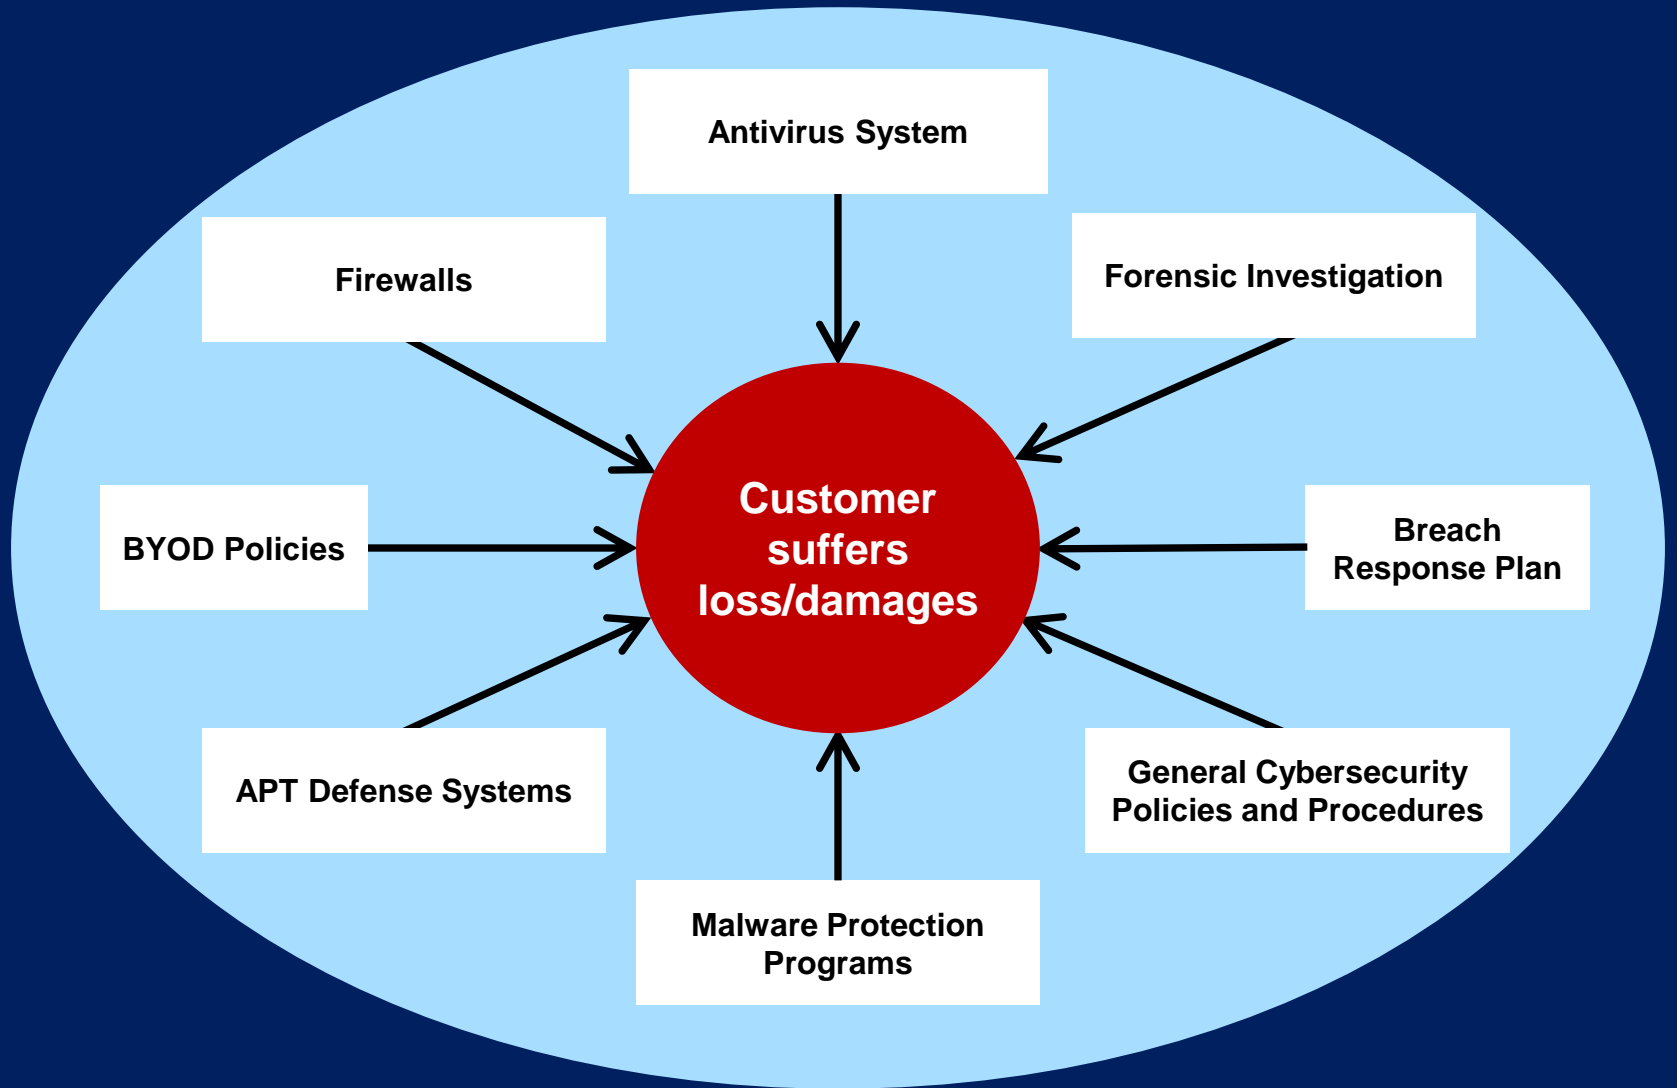 Antivirus System
Firewalls
Forensic Investigation
Customer
suffers
loss/damages
BYOD Policies
Breach
Response Plan
APT Defense Systems
General Cybersecurity
Policies and Procedures
Malware Protection
Programs